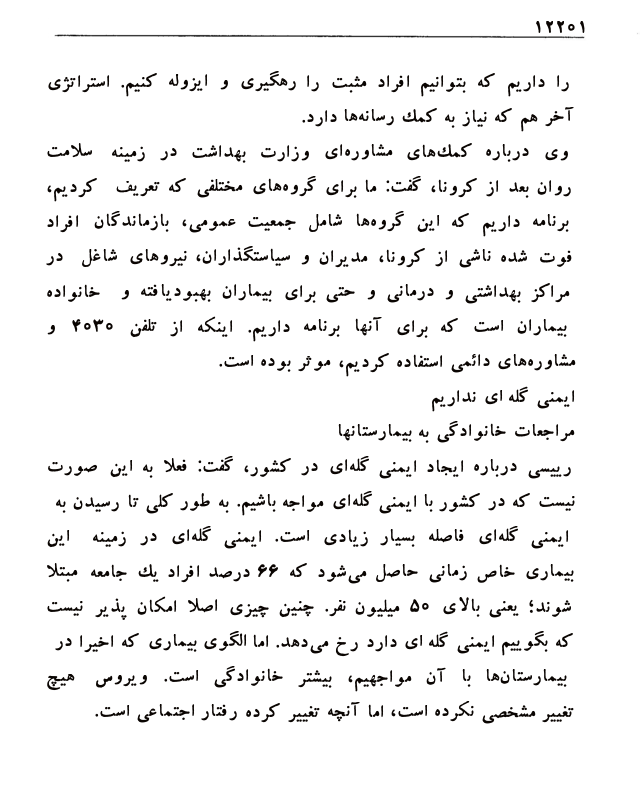 ۱۲۲۵۱
را داریم که بتوانیم افراد مثبت را رهگیری و ایزوله کنیم. استراتژی
آخر هم که نیاز به کمك رسانه‌ها دارد.
وی درباره کمك‌های مشاوره‌ای وزارت بهداشت در زمینه سلامت
روان بعد از کرونا، گفت: ما برای گروه‌های مختلفی که تعریف کردیم،
برنامه داریم که این گروه‌ها شامل جمعیت عمومی، بازماندگان افراد
فوت شده ناشی از کرونا، مدیران و سیاستگذاران، نیروهای شاغل در
مراکز بهداشتی و درمانی و حتی برای بیماران بهبودیافته و خانواده
بیماران است که برای آنها برنامه داریم. اینکه از تلفن ۴۰۳۰ و
مشاوره‌های دائمی استفاده کردیم، موثر بوده است.
ایمنی گله ای نداریم
مراجعات خانوادگی به بیمارستانها
رییسی درباره ایجاد ایمنی گله‌ای در کشور، گفت: فعلا به این صورت
نیست که در کشور با ایمنی گله‌ای مواجه باشیم. به طور کلی تا رسیدن به
ایمنی گله‌ای فاصله بسیار زیادی است. ایمنی گله‌ای در زمینه این
بیماری خاص زمانی حاصل می‌شود که ۶۶ درصد افراد یك جامعه مبتلا
شوند؛ یعنی بالای ۵۰ میلیون نفر. چنین چیزی اصلا امکان پذیر نیست
که بگوییم ایمنی گله ای دارد رخ می‌دهد. اما الگوی بیماری که اخیرا در
بیمارستان‌ها با آن مواجهیم، بیشتر خانوادگی است. ویروس هیچ
تغییر مشخصی نکرده است، اما آنچه تغییر کرده رفتار اجتماعی است.